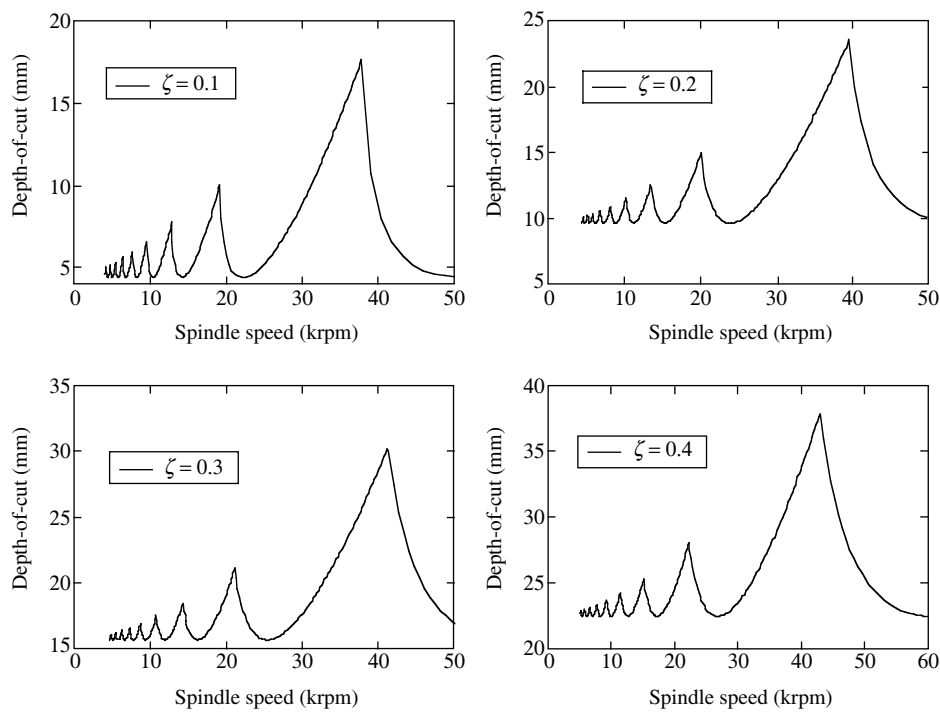 20
15
10
5
0 10 20 30 40 50
Depth-of-cut (mm)
Spindle speed (krpm)
ζ = 0.1
25
20
15
10
5
0 10 20 30 40 50
Depth-of-cut (mm)
Spindle speed (krpm)
ζ = 0.2
35
30
25
20
15
0 10 20 30 40 50
Depth-of-cut (mm)
Spindle speed (krpm)
ζ = 0.3
40
35
30
25
20
0 10 20 30 40 50 60
Depth-of-cut (mm)
Spindle speed (krpm)
ζ = 0.4